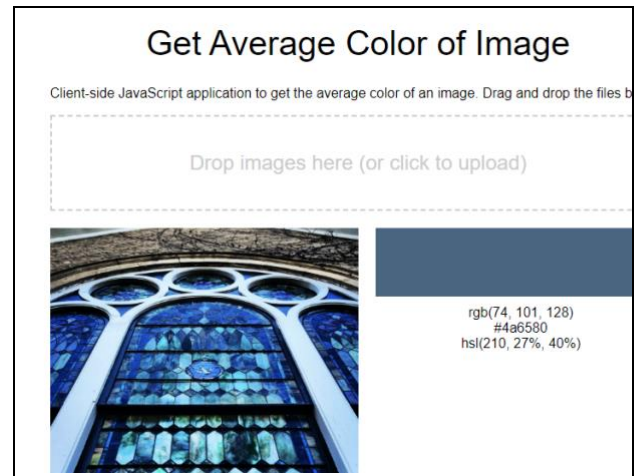 Get Average Color of Image
Client-side JavaScript application to get the average color of an image. Drag and drop the files
Drop images here (or click to upload)
rgb(74, 101, 128)
#4a6580
hsl(210, 27%, 40%)